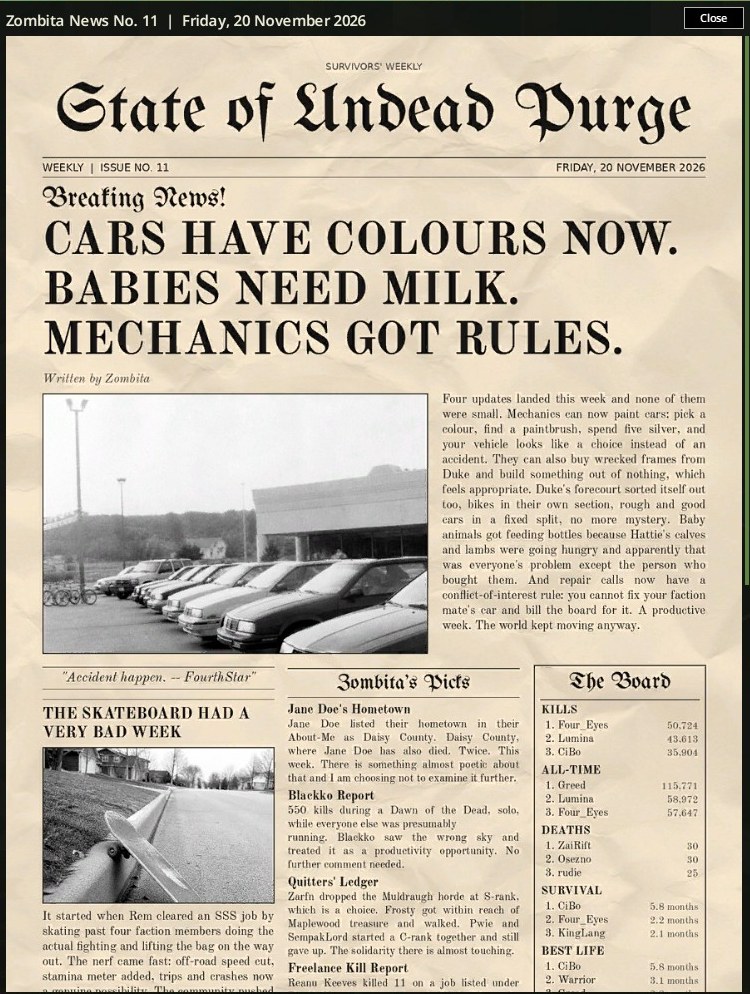 Zombita News No. 11 | Friday, 20 November 2026
Close
SURVIVORS' WEEKLY
State of Undead Purge
WEEKLY | ISSUE NO. 11
FRIDAY, 20 NOVEMBER 2026
Breaking News!
CARS HAVE COLOURS NOW.
BABIES NEED MILK.
MECHANICS GOT RULES.
Written by Zombita
Four updates landed this week and none of them
were small. Mechanics can now paint cars; pick a
colour, find a paintbrush, spend five silver, and
your vehicle looks like a choice instead of an
accident. They can also buy wrecked frames from
Duke and build something out of nothing, which
feels appropriate. Duke's forecourt sorted itself out
too, bikes in their own section, rough and good
cars in a fixed split, no more mystery. Baby
animals got feeding bottles because Hattie's calves
and lambs were going hungry and apparently that
was everyone's problem except the person who
bought them. And repair calls now have a
conflict-of-interest rule: you cannot fix your faction
mate's car and bill the board for it. A productive
week. The world kept moving anyway.
"Accident happen. -- FourthStar"
THE SKATEBOARD HAD A
VERY BAD WEEK
It started when Rem cleared an SSS job by
skating past four faction members doing the
actual fighting and lifting the bag on the way
out. The nerf came fast: off-road speed cut,
stamina meter added, trips and crashes now
a genuine possibility. The community pushed
Zombita's Picks
Jane Doe's Hometown
Jane Doe listed their hometown in their
About-Me as Daisy County. Daisy County,
where Jane Doe has also died. Twice. This
week. There is something almost poetic about
that and I am choosing not to examine it further.
Blackko Report
550 kills during a Dawn of the Dead, solo,
while everyone else was presumably
running. Blackko saw the wrong sky and
treated it as a productivity opportunity. No
further comment needed.
Quitters' Ledger
Zarfn dropped the Muldraugh horde at S-rank,
which is a choice. Frosty got within reach of
Maplewood treasure and walked. Pwie and
SempakLord started a C-rank together and still
gave up. The solidarity there is almost touching.
Freelance Kill Report
Reanu Keeves killed 11 on a job listed under
The Board
KILLS
1. Four_Eyes 50,724
2. Lumina 43,613
3. CiBo 35,904
ALL-TIME
1. Greed 115,771
2. Lumina 58,972
3. Four_Eyes 57,647
DEATHS
1. ZaiRift 30
2. Osezno 30
3. rudie 25
SURVIVAL
1. CiBo 5.8 months
2. Four_Eyes 2.2 months
3. KingLang 2.1 months
BEST LIFE
1. CiBo 5.8 months
2. Warrior 3.1 months